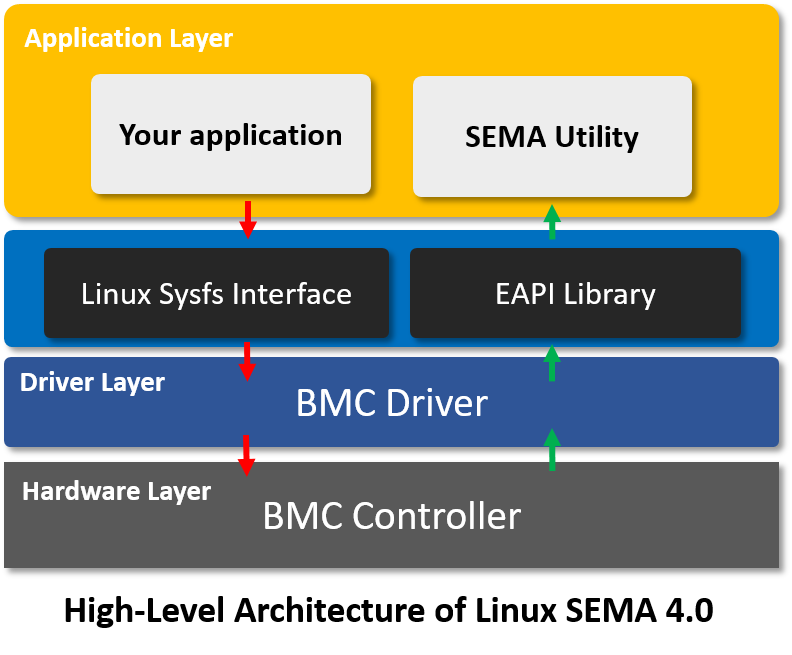 Application Layer
Your application
SEMA Utility
Linux Sysfs Interface
EAPI Library
Driver Layer
BMC Driver
Hardware Layer
BMC Controller
High-Level Architecture of Linux SEMA 4.0